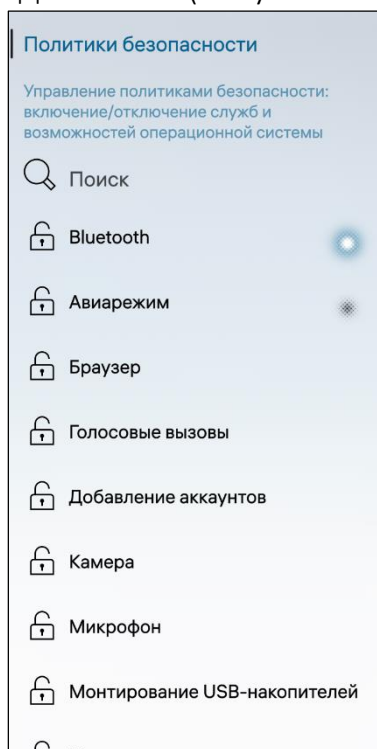 Политики безопасности
Управление политиками безопасности:
включение/отключение служб и
возможностей операционной системы
Поиск
Bluetooth
Авиарежим
Браузер
Голосовые вызовы
Добавление аккаунтов
Камера
Микрофон
Монтирование USB-накопителей